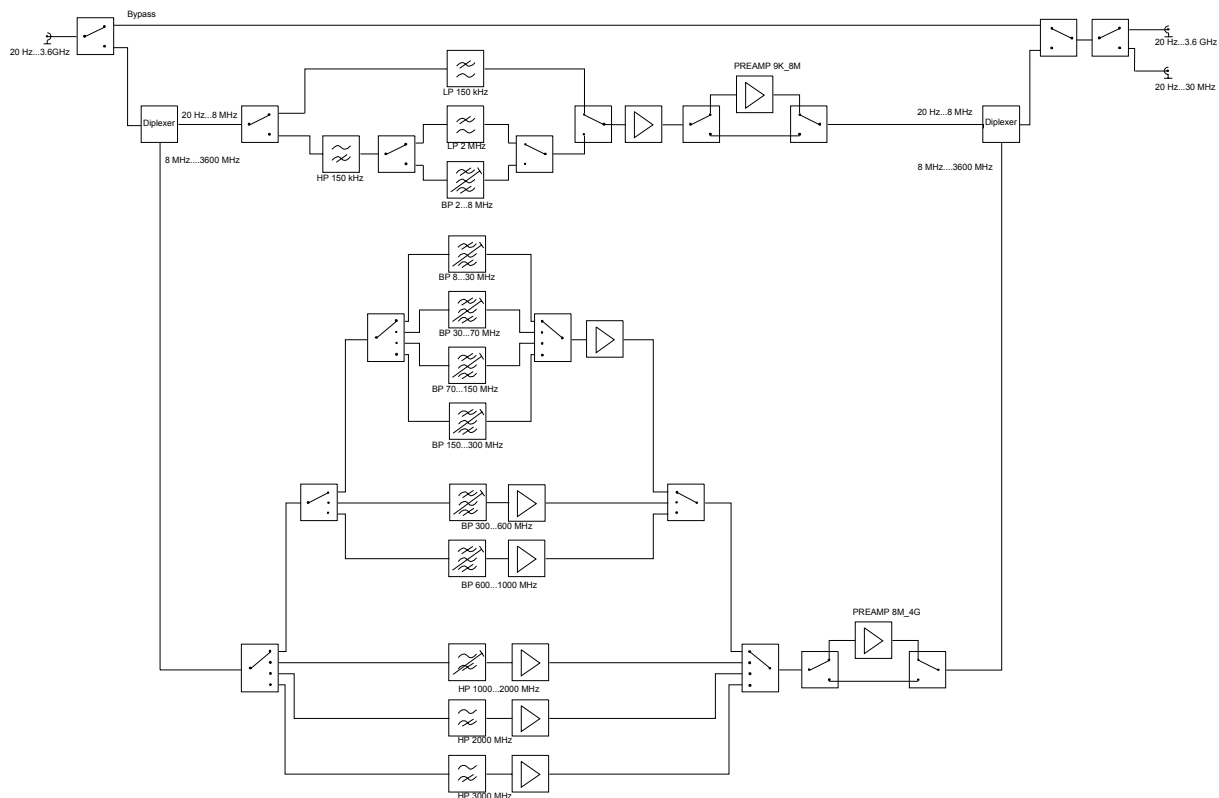 Bypass
20 Hz...3.6GHz
20 Hz...3.6 GHz
20 Hz...30 MHz
PREAMP 9K_8M
LP 150 kHz
Diplexer
20 Hz...8 MHz
20 Hz...8 MHz
Diplexer
LP 2 MHz
8 MHz....3600 MHz
HP 150 kHz
8 MHz....3600 MHz
BP 2...8 MHz
BP 8...30 MHz
BP 30...70 MHz
BP 70...150 MHz
BP 150...300 MHz
BP 300...600 MHz
BP 600...1000 MHz
PREAMP 8M_4G
HP 1000...2000 MHz
HP 2000 MHz
HP 3000 MHz